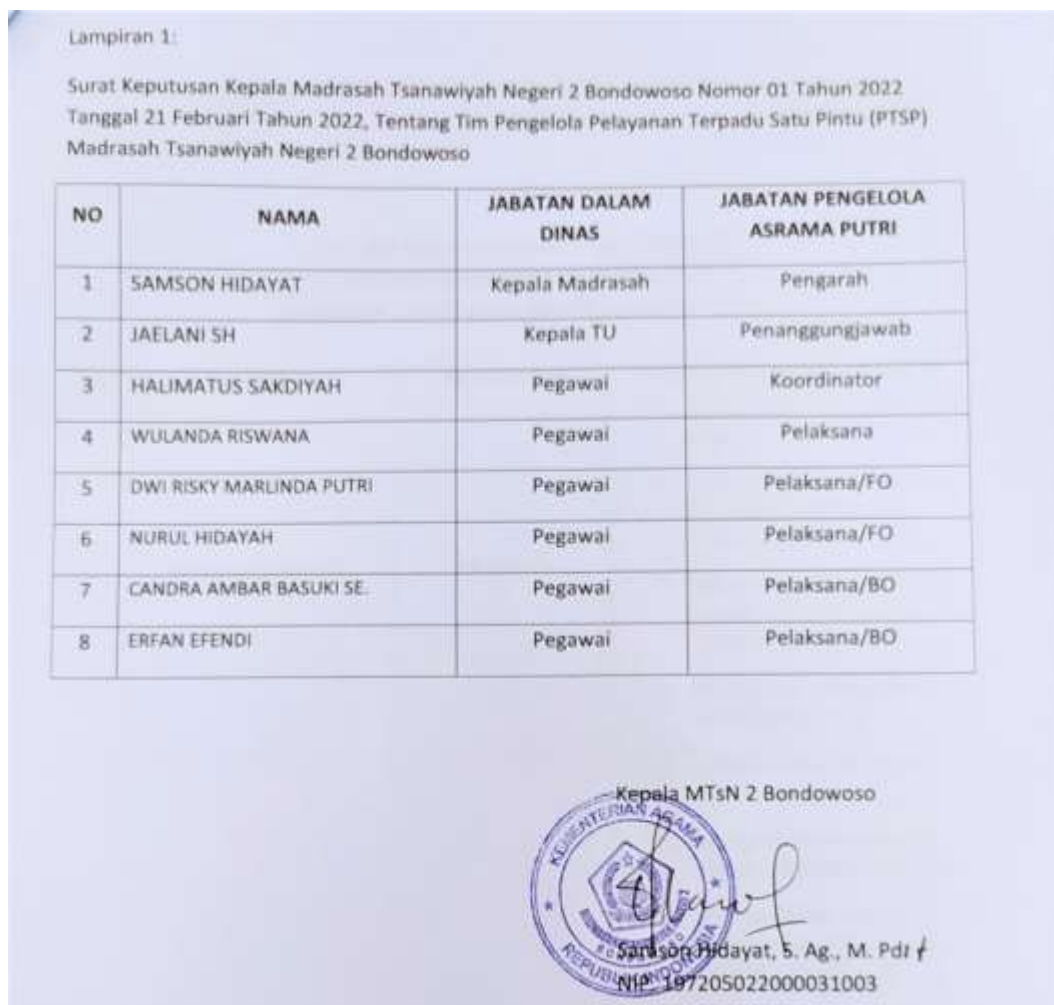 Lampiran 1:
Surat Keputusan Kepala Madrasah Tsanawiyah Negeri 2 Bondowoso Nomor 01 Tahun 2022
Tanggal 21 Februari Tahun 2022, Tentang Tim Pengelola Pelayanan Terpadu Satu Pintu (PTSP)
Madrasah Tsanawiyah Negeri 2 Bondowoso
NO NAMA JABATAN DALAM DINAS JABATAN PENGELOLA ASRAMA PUTRI
1 SAMSON HIDAYAT Kepala Madrasah Pengarah
2 JAELANI SH Kepala TU Penanggungjawab
3 HALIMATUS SAKDIYAH Pegawai Koordinator
4 WULANDA RISWANA Pegawai Pelaksana
5 DWI RISKY MARLINDA PUTRI Pegawai Pelaksana/FO
6 NURUL HIDAYAH Pegawai Pelaksana/FO
7 CANDRA AMBAR BASUKI SE. Pegawai Pelaksana/BO
8 ERFAN EFENDI Pegawai Pelaksana/BO
Kepala MTsN 2 Bondowoso
KEMENTERIAN AGAMA
REPUBLIK INDONESIA
Samson Hidayat, S. Ag., M. PdI
NIP. 197205022000031003